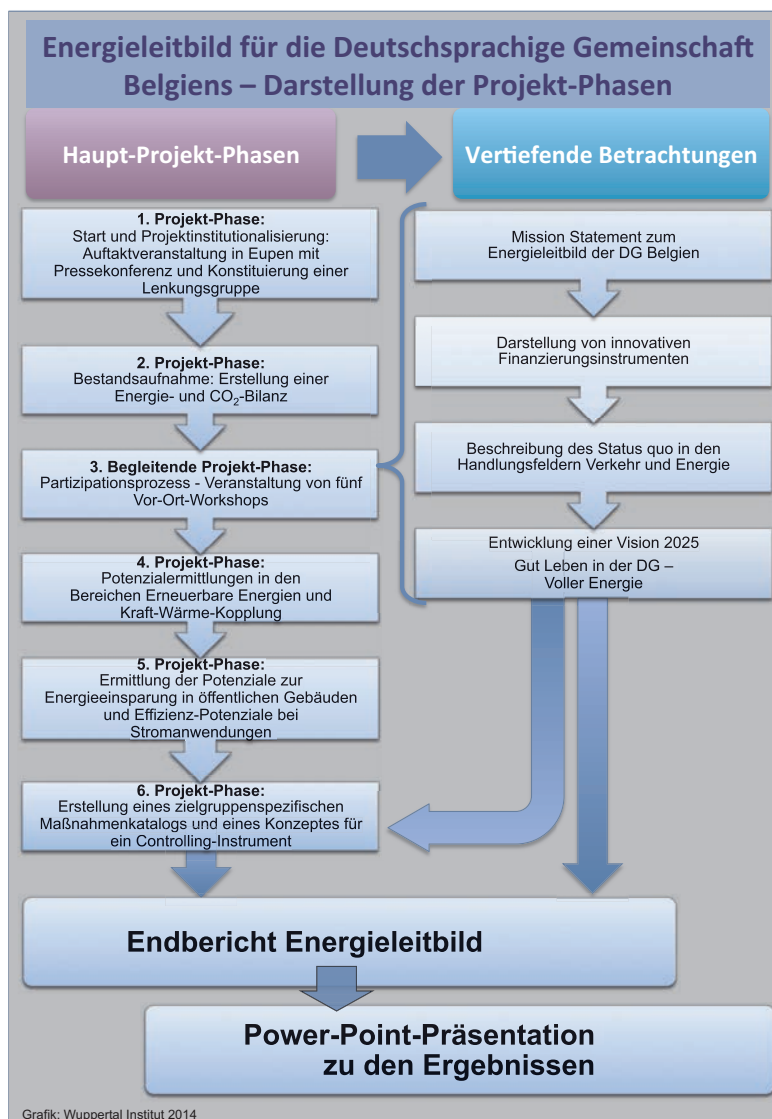 Energieleitbild für die Deutschsprachige Gemeinschaft
Belgiens – Darstellung der Projekt-Phasen
Haupt-Projekt-Phasen
Vertiefende Betrachtungen
1. Projekt-Phase:
Start und Projektinstitutionalisierung:
Auftaktveranstaltung in Eupen mit
Pressekonferenz und Konstituierung einer
Lenkungsgruppe
2. Projekt-Phase:
Bestandsaufnahme: Erstellung einer
Energie- und CO₂-Bilanz
3. Begleitende Projekt-Phase:
Partizipationsprozess - Veranstaltung von fünf
Vor-Ort-Workshops
4. Projekt-Phase:
Potenzialermittlungen in den
Bereichen Erneuerbare Energien und
Kraft-Wärme-Kopplung
5. Projekt-Phase:
Ermittlung der Potenziale zur
Energieeinsparung in öffentlichen Gebäuden
und Effizienz-Potenziale bei
Stromanwendungen
6. Projekt-Phase:
Erstellung eines zielgruppenspezifischen
Maßnahmenkatalogs und eines Konzeptes für
ein Controlling-Instrument
Mission Statement zum
Energieleitbild der DG Belgien
Darstellung von innovativen
Finanzierungsinstrumenten
Beschreibung des Status quo in den
Handlungsfeldern Verkehr und Energie
Entwicklung einer Vision 2025
Gut Leben in der DG –
Voller Energie
Endbericht Energieleitbild
Power-Point-Präsentation
zu den Ergebnissen
Grafik: Wuppertal Institut 2014